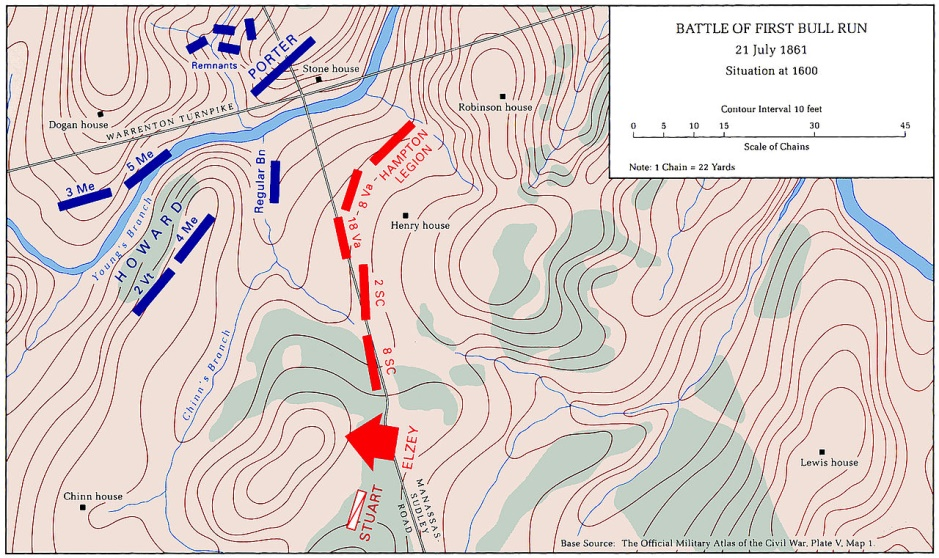 BATTLE OF FIRST BULL RUN
21 July 1861
Situation at 1600
Contour Interval 10 feet
0 5 10 15 30 45
Scale of Chains
Note: 1 Chain = 22 Yards
Remnants
PORTER
Stone house
Robinson house
Dogan house
WARRENTON TURNPIKE
3 Me
5 Me
Regular Bn
HAMPTON
LEGION
8 Va
18 Va
Henry house
Young's Branch
HOWARD
4 Me
2 Vt
2 SC
8 SC
Chinn's Branch
ELZEY
STUART
MANASSAS-
SUDLEY
ROAD
Lewis house
Chinn house
Base Source: The Official Military Atlas of the Civil War, Plate V, Map 1.